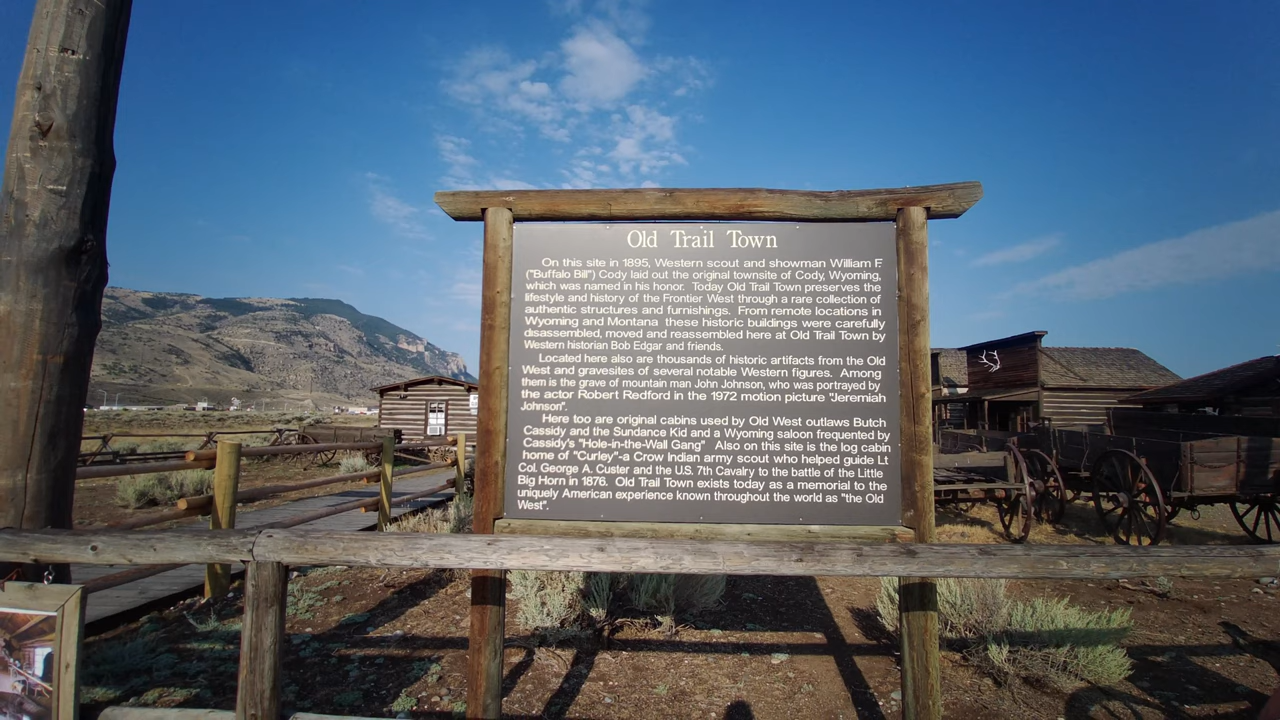 Old Trail Town
On this site in 1895, Western scout and showman William F.
("Buffalo Bill") Cody laid out the original townsite of Cody, Wyoming,
which was named in his honor. Today Old Trail Town preserves the
lifestyle and history of the Frontier West through a rare collection of
authentic structures and furnishings. From remote locations in
Wyoming and Montana these historic buildings were carefully
disassembled, moved and reassembled here at Old Trail Town by
Western historian Bob Edgar and friends.
Located here also are thousands of historic artifacts from the Old
West and gravesites of several notable Western figures. Among
them is the grave of mountain man John Johnson, who was portrayed by
the actor Robert Redford in the 1972 motion picture "Jeremiah
Johnson".
Here too are original cabins used by Old West outlaws Butch
Cassidy and the Sundance Kid and a Wyoming saloon frequented by
Cassidy's "Hole-in-the-Wall Gang" Also on this site is the log cabin
home of "Curley"-a Crow Indian army scout who helped guide Lt
Col. George A. Custer and the U.S. 7th Cavalry to the battle of the Little
Big Horn in 1876. Old Trail Town exists today as a memorial to the
uniquely American experience known throughout the world as "the Old
West".